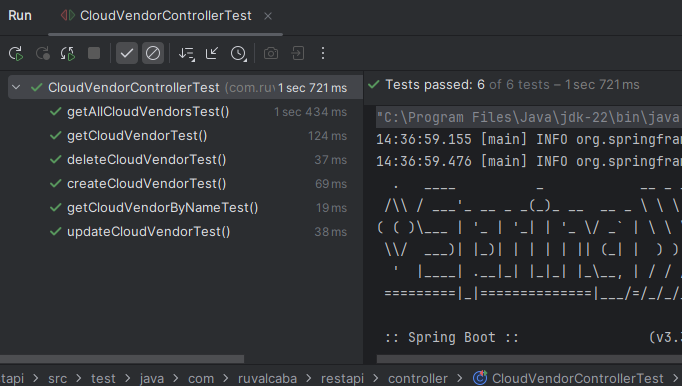 Run CloudVendorControllerTest
CloudVendorControllerTest (com.ruv 1 sec 721 ms
getAllCloudVendorsTest() 1 sec 434 ms
getCloudVendorTest() 124 ms
deleteCloudVendorTest() 37 ms
createCloudVendorTest() 69 ms
getCloudVendorByNameTest() 19 ms
updateCloudVendorTest() 38 ms
Tests passed: 6 of 6 tests – 1 sec 721 ms
"C:\Program Files\Java\jdk-22\bin\java
14:36:59.155 [main] INFO org.springfram
14:36:59.476 [main] INFO org.springfram
:: Spring Boot :: (v3.
tapi › src › test › java › com › ruvalcaba › restapi › controller › CloudVendorControllerTest ›